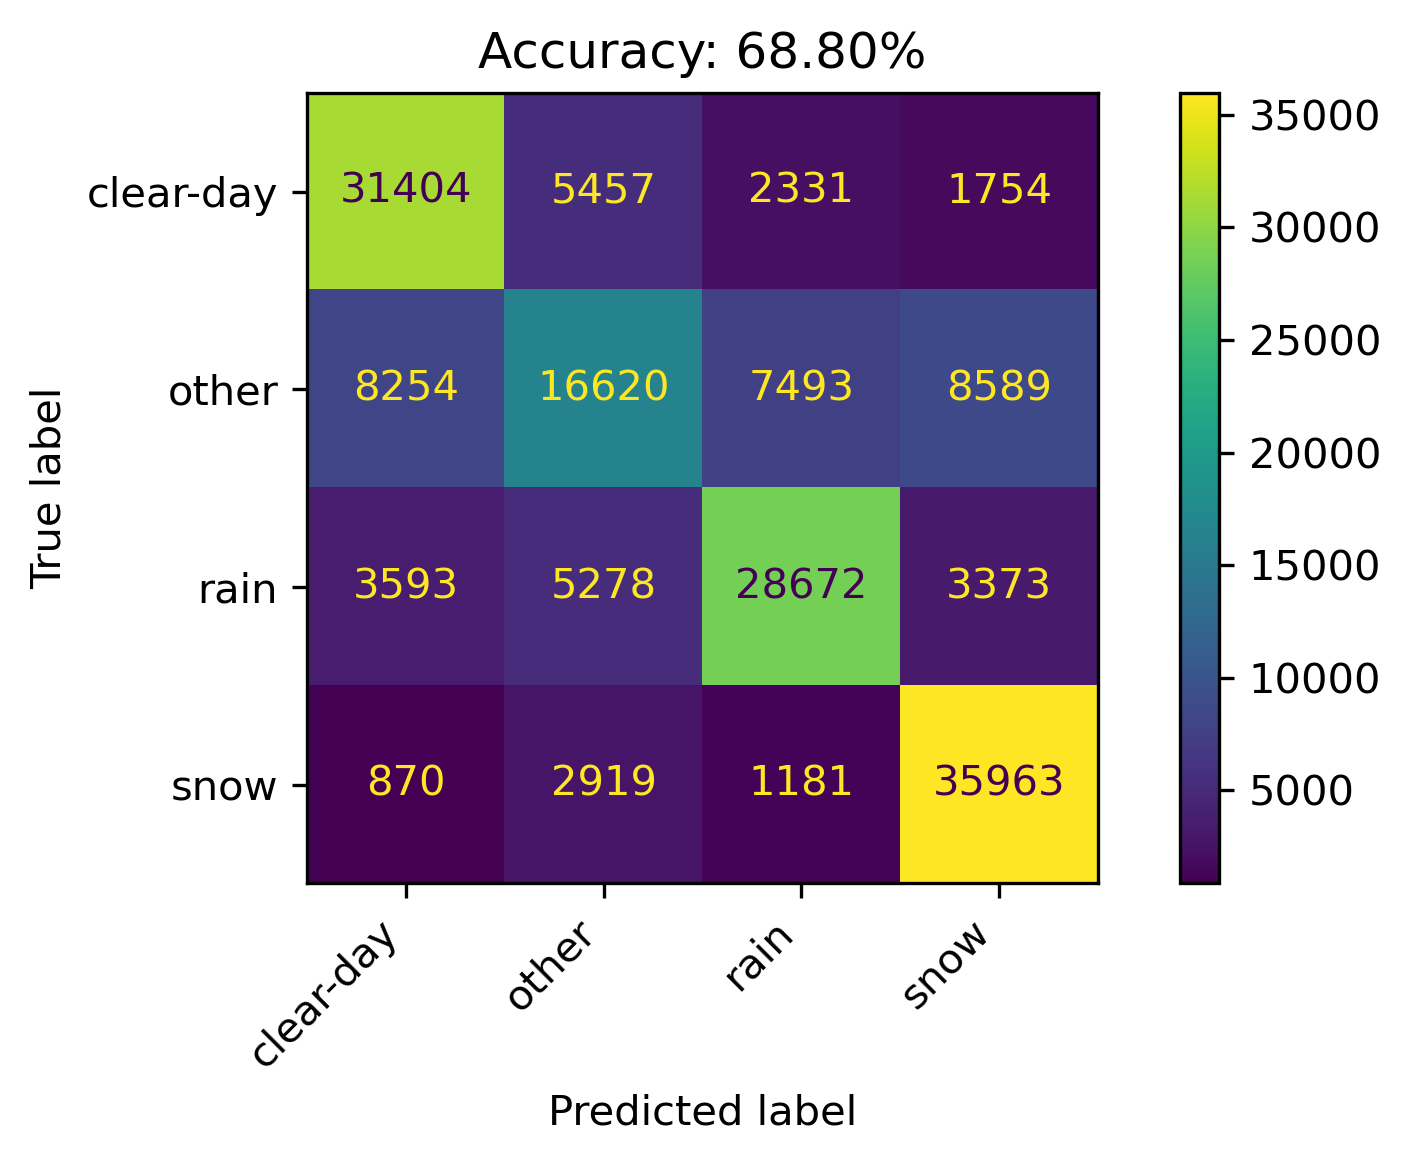 Accuracy: 68.80%
clear-day 31404 5457 2331 1754
other 8254 16620 7493 8589
rain 3593 5278 28672 3373
snow 870 2919 1181 35963
clear-day other rain snow
True label
Predicted label
35000
30000
25000
20000
15000
10000
5000